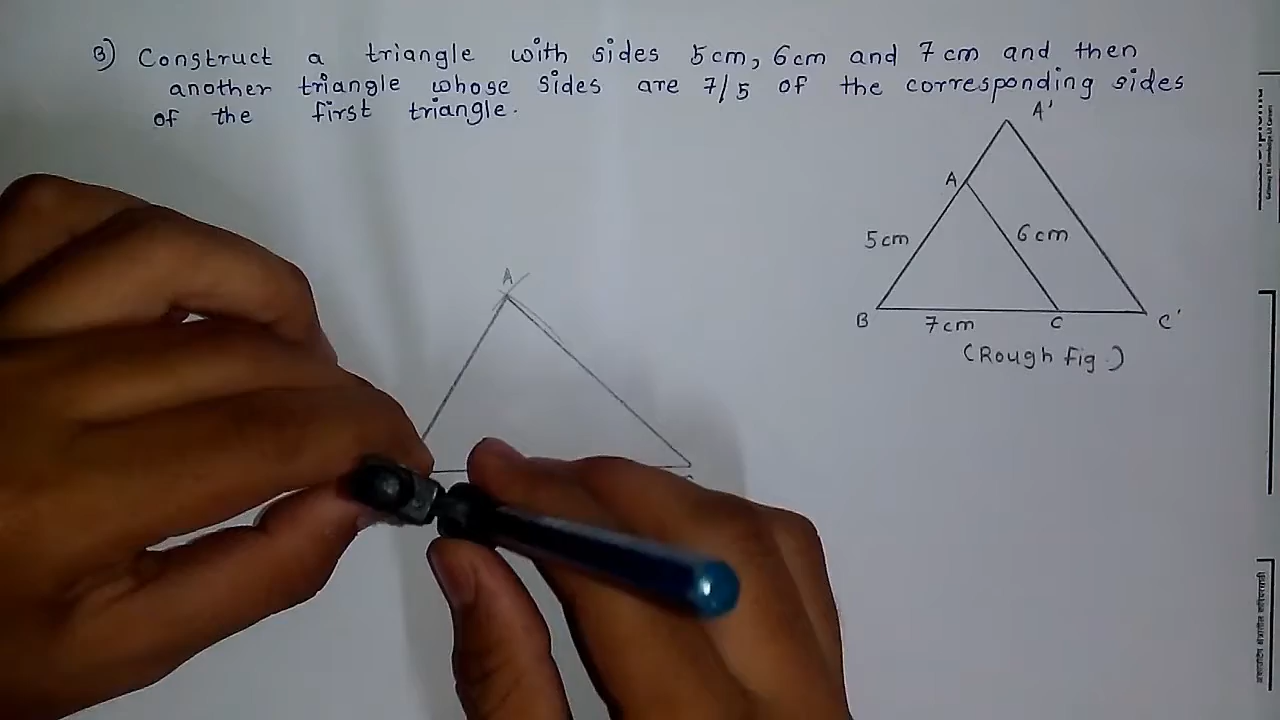 3) Construct a triangle with sides 5cm, 6cm and 7cm and then
another triangle whose sides are 7/5 of the corresponding sides
of the first triangle.
A'
A
5cm
6cm
B
7cm
C
C'
(Rough fig.)
A